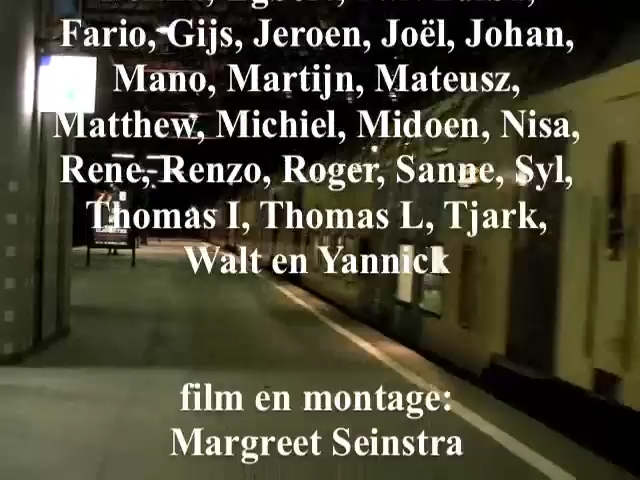 Fario, Gijs, Jeroen, Joël, Johan,
Mano, Martijn, Mateusz,
Matthew, Michiel, Midoen, Nisa,
Rene, Renzo, Roger, Sanne, Syl,
Thomas I, Thomas L, Tjark,
Walt en Yannick
film en montage:
Margreet Seinstra